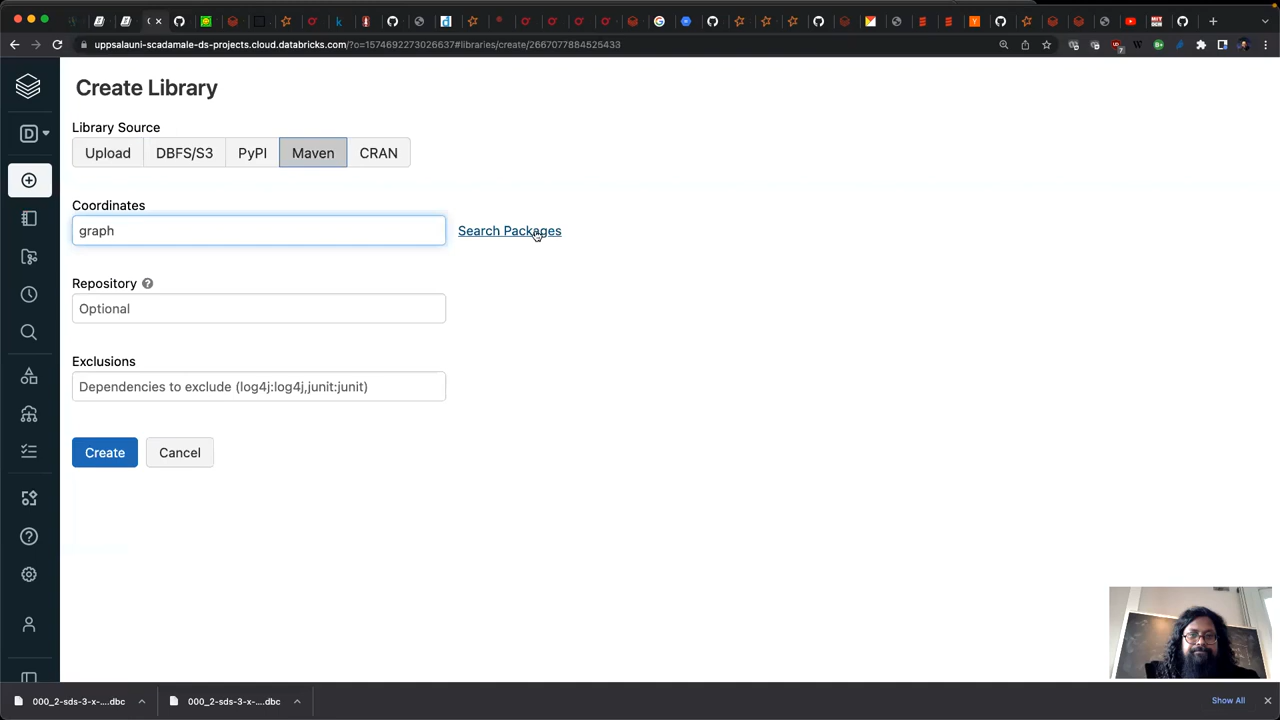 uppsalauni-scadamale-ds-projects.cloud.databricks.com/?o=1574692273026637#libraries/create/2667077884525433
Create Library
Library Source
Upload
DBFS/S3
PyPI
Maven
CRAN
Coordinates
graph
Search Packages
Repository
Optional
Exclusions
Dependencies to exclude (log4j:log4j,junit:junit)
Create
Cancel
000_2-sds-3-x-....dbc
000_2-sds-3-x-....dbc
Show All